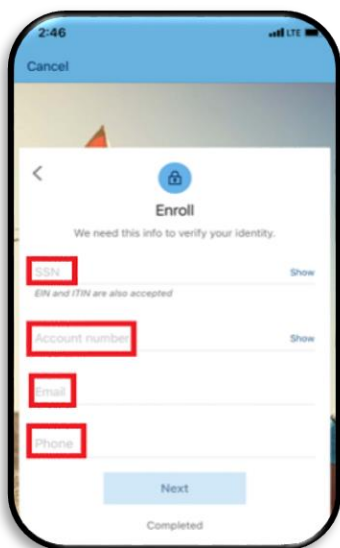 2:46
LTE
Cancel
Enroll
We need this info to verify your identity.
SSN
Show
EIN and ITIN are also accepted
Account number
Show
Email
Phone
Next
Completed